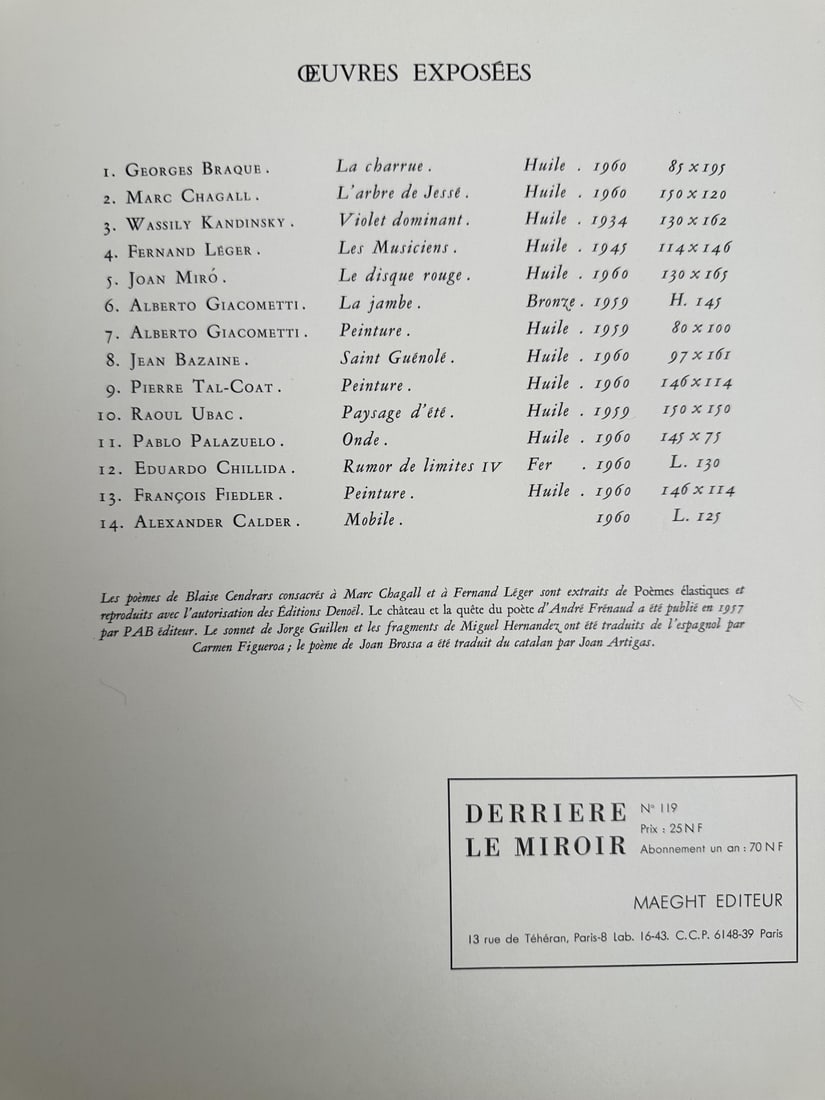 ŒUVRES EXPOSÉES
1. GEORGES BRAQUE. La charrue. Huile . 1960 85 x 195
2. MARC CHAGALL. L'arbre de Jessé. Huile . 1960 150 x 120
3. WASSILY KANDINSKY. Violet dominant. Huile . 1934 130 x 162
4. FERNAND LÉGER. Les Musiciens. Huile . 1945 114 x 146
5. JOAN MIRÓ. Le disque rouge. Huile . 1960 130 x 165
6. ALBERTO GIACOMETTI. La jambe. Bronze . 1959 H. 145
7. ALBERTO GIACOMETTI. Peinture. Huile . 1959 80 x 100
8. JEAN BAZAINE. Saint Guénolé. Huile . 1960 97 x 161
9. PIERRE TAL-COAT. Peinture. Huile . 1960 146 x 114
10. RAOUL UBAC. Paysage d'été. Huile . 1959 150 x 150
11. PABLO PALAZUELO. Onde. Huile . 1960 145 x 75
12. EDUARDO CHILLIDA. Rumor de limites IV Fer . 1960 L. 130
13. FRANÇOIS FIEDLER. Peinture. Huile . 1960 146 x 114
14. ALEXANDER CALDER. Mobile. 1960 L. 125
Les poèmes de Blaise Cendrars consacrés à Marc Chagall et à Fernand Léger sont extraits de Poèmes élastiques et
reproduits avec l'autorisation des Éditions Denoël. Le château et la quête du poète d'André Frénaud a été publié en 1957
par PAB éditeur. Le sonnet de Jorge Guillen et les fragments de Miguel Hernandez ont été traduits de l'espagnol par
Carmen Figueroa ; le poème de Joan Brossa a été traduit du catalan par Joan Artigas.
DERRIERE
LE MIROIR
N° 119
Prix : 25 N F
Abonnement un an : 70 N F
MAEGHT EDITEUR
13 rue de Téhéran, Paris-8 Lab. 16-43. C.C.P. 6148-39 Paris